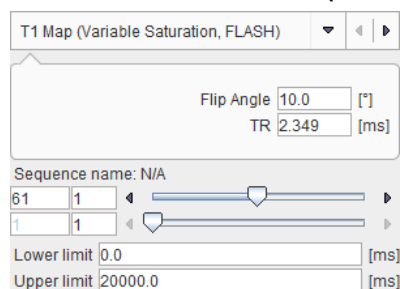 T1 Map (Variable Saturation, FLASH)
Flip Angle 10.0 [°]
TR 2.349 [ms]
Sequence name: N/A
61 1
1 1
Lower limit 0.0 [ms]
Upper limit 20000.0 [ms]